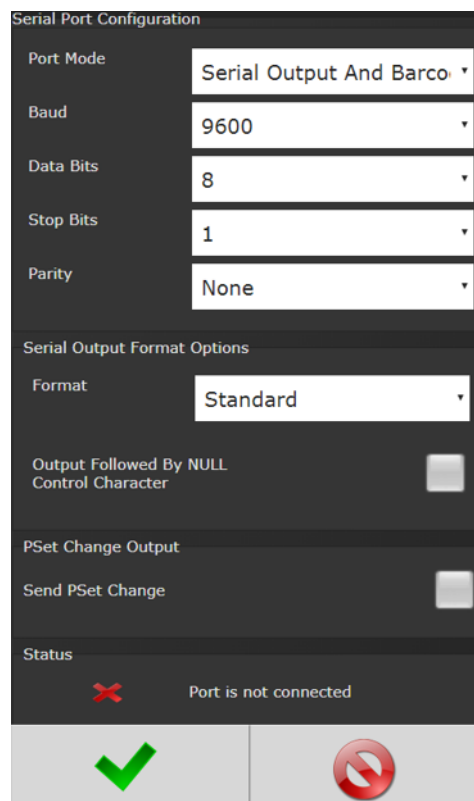 Serial Port Configuration
Port Mode
Serial Output And Barco
Baud
9600
Data Bits
8
Stop Bits
1
Parity
None
Serial Output Format Options
Format
Standard
Output Followed By NULL
Control Character
PSet Change Output
Send PSet Change
Status
Port is not connected